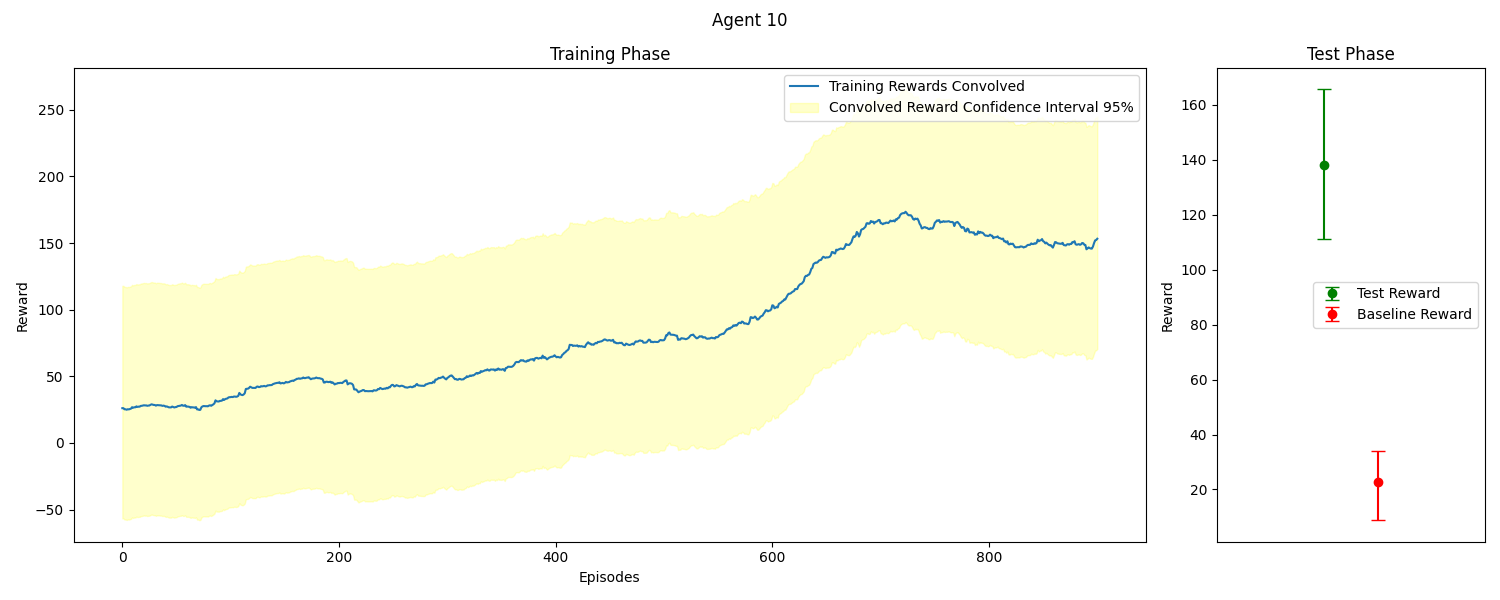 Agent 10
Training Phase
Training Rewards Convolved
Convolved Reward Confidence Interval 95%
Reward
250
200
150
100
50
0
−50
0 200 400 600 800
Episodes
Test Phase
Reward
160
140
120
100
80
60
40
20
Test Reward
Baseline Reward